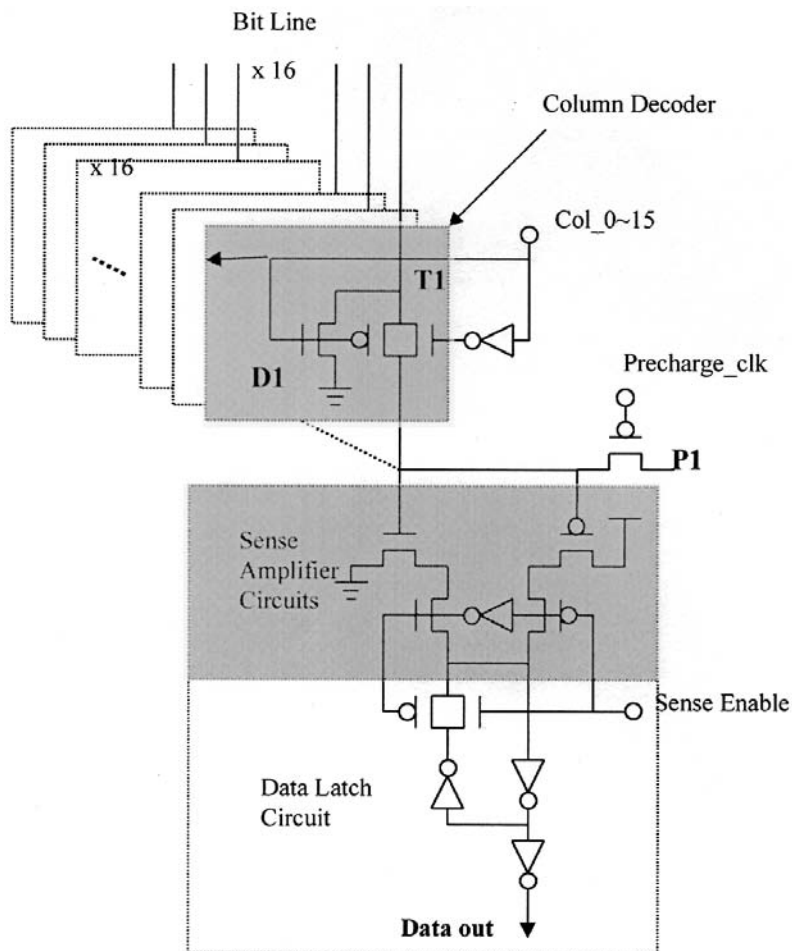 Bit Line
x 16
Column Decoder
x 16
Col_0~15
T1
D1
Precharge_clk
P1
Sense
Amplifier
Circuits
Sense Enable
Data Latch
Circuit
Data out